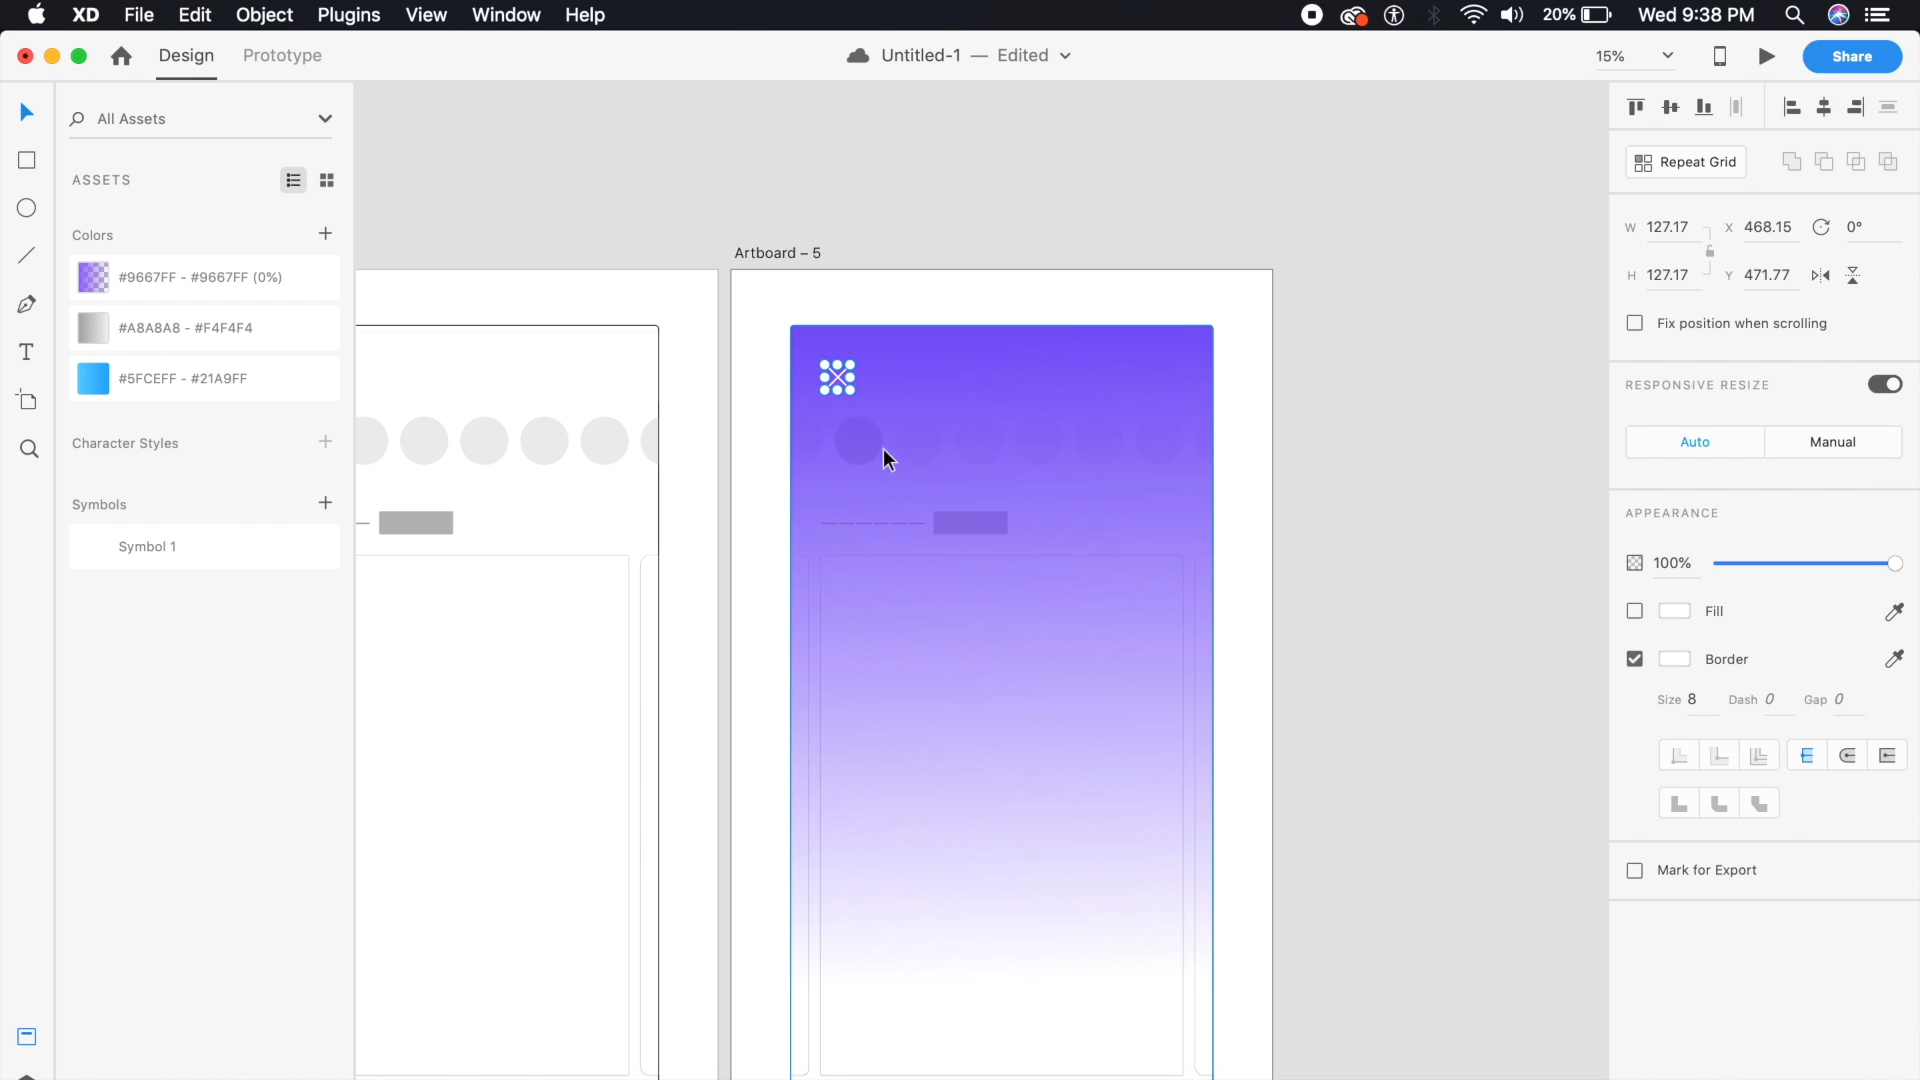 XD File Edit Object Plugins View Window Help 20% Wed 9:38 PM
Design Prototype Untitled-1 — Edited 15% Share
All Assets
ASSETS
Colors
#9667FF - #9667FF (0%)
#A8A8A8 - #F4F4F4
#5FCEFF - #21A9FF
Character Styles
Symbols
Symbol 1
Artboard – 5
Repeat Grid
W 127.17 X 468.15 0°
H 127.17 Y 471.77
Fix position when scrolling
RESPONSIVE RESIZE
Auto Manual
APPEARANCE
100%
Fill
Border
Size 8 Dash 0 Gap 0
Mark for Export